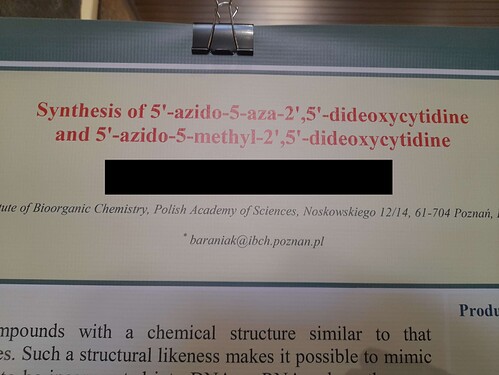 Synthesis of 5'-azido-5-aza-2',5'-dideoxycytidine
and 5'-azido-5-methyl-2',5'-dideoxycytidine
tute of Bioorganic Chemistry, Polish Academy of Sciences, Noskowskiego 12/14, 61-704 Poznań,
* baraniak@ibch.poznan.pl
Produ
mpounds with a chemical structure similar to that
es. Such a structural likeness makes it possible to mimic